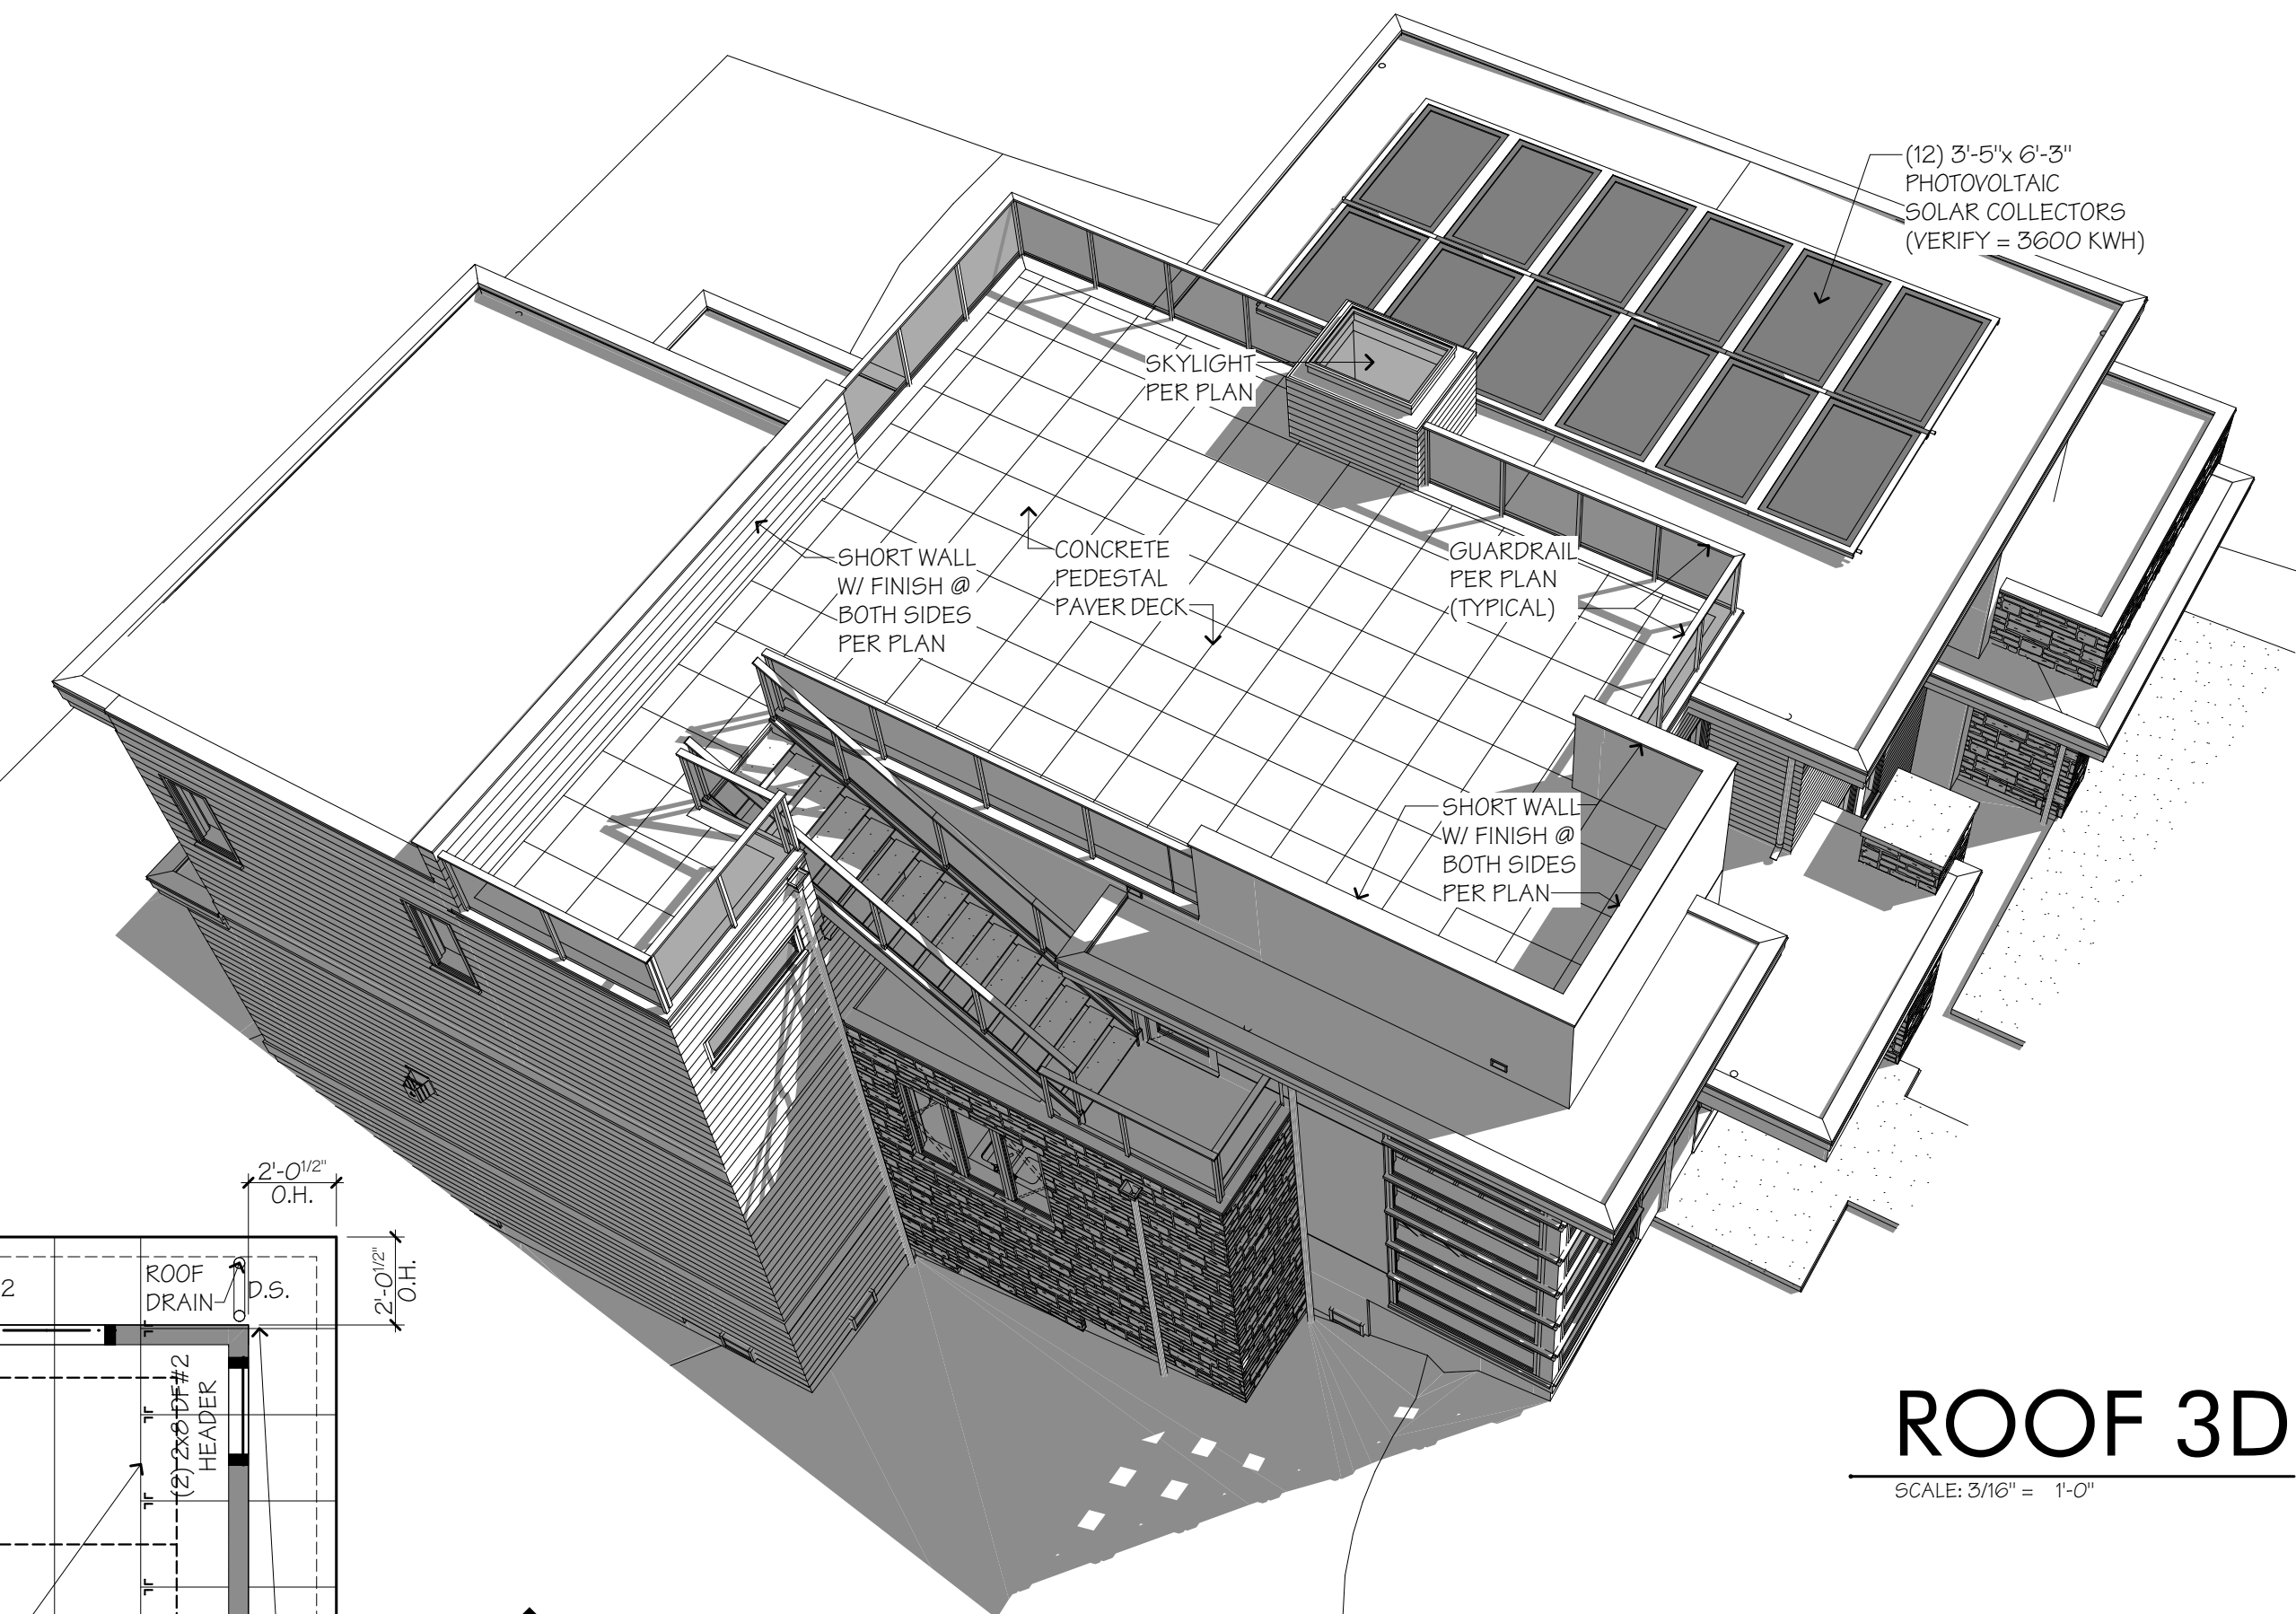 (12) 3'-5"x 6'-3"
PHOTOVOLTAIC
SOLAR COLLECTORS
(VERIFY = 3600 KWH)
SKYLIGHT
PER PLAN
SHORT WALL
W/ FINISH @
BOTH SIDES
PER PLAN
CONCRETE
PEDESTAL
PAVER DECK
GUARDRAIL
PER PLAN
(TYPICAL)
SHORT WALL
W/ FINISH @
BOTH SIDES
PER PLAN
2'-0 1/2"
O.H.
2'-0 1/2"
O.H.
2
ROOF
DRAIN
D.S.
(2) 2x8 DF#2
HEADER
ROOF 3D
SCALE: 3/16" = 1'-0"